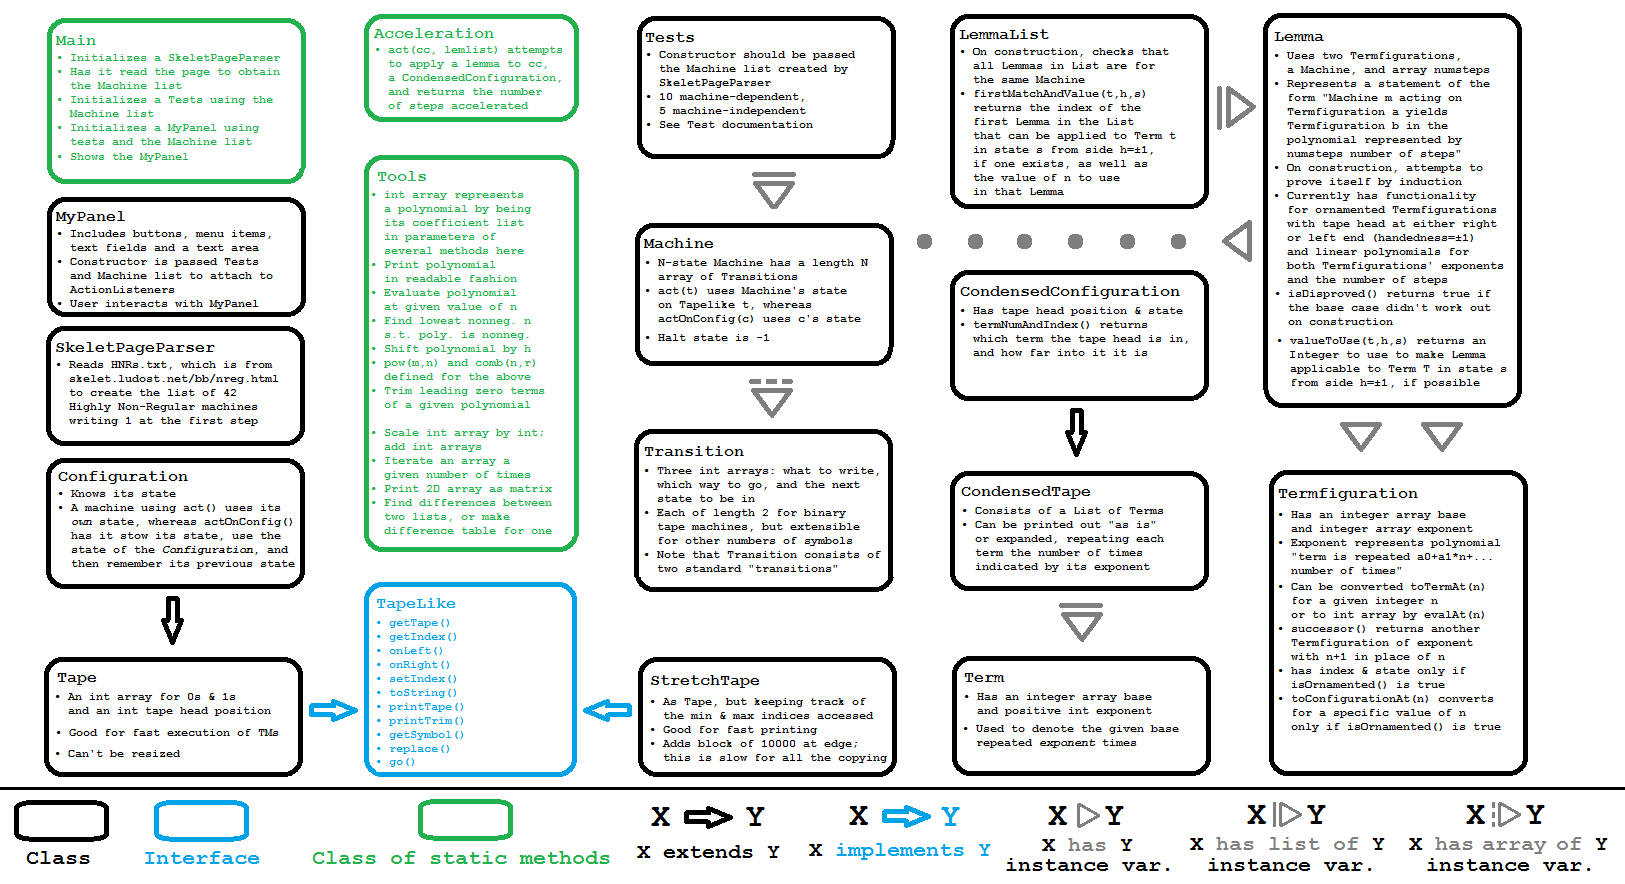 Main
• Initializes a SkeletPageParser
• Has it read the page to obtain
the Machine list
• Initializes a Tests using the
Machine list
• Initializes a MyPanel using
tests and the Machine list
• Shows the MyPanel
MyPanel
• Includes buttons, menu items,
text fields and a text area
• Constructor is passed Tests
and Machine list to attach to
ActionListeners
• User interacts with MyPanel
SkeletPageParser
• Reads HNRs.txt, which is from
skelet.ludost.net/bb/nreg.html
to create the list of 42
Highly Non-Regular machines
writing 1 at the first step
Configuration
• Knows its state
• A machine using act() uses its
own state, whereas actOnConfig()
has it stow its state, use the
state of the Configuration, and
then remember its previous state
Tape
• An int array for 0s & 1s
and an int tape head position
• Good for fast execution of TMs
• Can't be resized
Acceleration
• act(cc, lemlist) attempts
to apply a lemma to cc,
a CondensedConfiguration,
and returns the number
of steps accelerated
Tools
• int array represents
a polynomial by being
its coefficient list
in parameters of
several methods here
• Print polynomial
in readable fashion
• Evaluate polynomial
at given value of n
• Find lowest nonneg. n
s.t. poly. is nonneg.
• Shift polynomial by h
• pow(m,n) and comb(n,r)
defined for the above
• Trim leading zero terms
of a given polynomial
• Scale int array by int;
add int arrays
• Iterate an array a
given number of times
• Print 2D array as matrix
• Find differences between
two lists, or make
difference table for one
TapeLike
• getTape()
• getIndex()
• onLeft()
• onRight()
• setIndex()
• toString()
• printTape()
• printTrim()
• getSymbol()
• replace()
• go()
Tests
• Constructor should be passed
the Machine list created by
SkeletPageParser
• 10 machine-dependent,
5 machine-independent
• See Test documentation
Machine
• N-state Machine has a length N
array of Transitions
• act(t) uses Machine's state
on Tapelike t, whereas
actOnConfig(c) uses c's state
• Halt state is -1
Transition
• Three int arrays: what to write,
which way to go, and the next
state to be in
• Each of length 2 for binary
tape machines, but extensible
for other numbers of symbols
• Note that Transition consists of
two standard "transitions"
StretchTape
• As Tape, but keeping track of
the min & max indices accessed
• Good for fast printing
• Adds block of 10000 at edge;
this is slow for all the copying
LemmaList
• On construction, checks that
all Lemmas in List are for
the same Machine
• firstMatchAndValue(t,h,s)
returns the index of the
first Lemma in the List
that can be applied to Term t
in state s from side h=±1,
if one exists, as well as
the value of n to use
in that Lemma
CondensedConfiguration
• Has tape head position & state
• termNumAndIndex() returns
which term the tape head is in,
and how far into it it is
CondensedTape
• Consists of a List of Terms
• Can be printed out "as is"
or expanded, repeating each
term the number of times
indicated by its exponent
Term
• Has an integer array base
and positive int exponent
• Used to denote the given base
repeated exponent times
Lemma
• Uses two Termfigurations,
a Machine, and array numsteps
• Represents a statement of the
form "Machine m acting on
Termfiguration a yields
Termfiguration b in the
polynomial represented by
numsteps number of steps"
• On construction, attempts to
prove itself by induction
• Currently has functionality
for ornamented Termfigurations
with tape head at either right
or left end (handedness=±1)
and linear polynomials for
both Termfigurations' exponents
and the number of steps
• isDisproved() returns true if
the base case didn't work out
on construction
• valueToUse(t,h,s) returns an
Integer to use to make Lemma
applicable to Term T in state s
from side h=±1, if possible
Termfiguration
• Has an integer array base
and integer array exponent
• Exponent represents polynomial
"term is repeated a0+a1*n+...
number of times"
• Can be converted toTermAt(n)
for a given integer n
or to int array by evalAt(n)
• successor() returns another
Termfiguration of exponent
with n+1 in place of n
• has index & state only if
isOrnamented() is true
• toConfigurationAt(n) converts
for a specific value of n
only if isOrnamented() is true
Class
Interface
Class of static methods
X Y
X extends Y
X Y
X implements Y
X Y
X has Y
instance var.
X Y
X has list of Y
instance var.
X Y
X has array of Y
instance var.